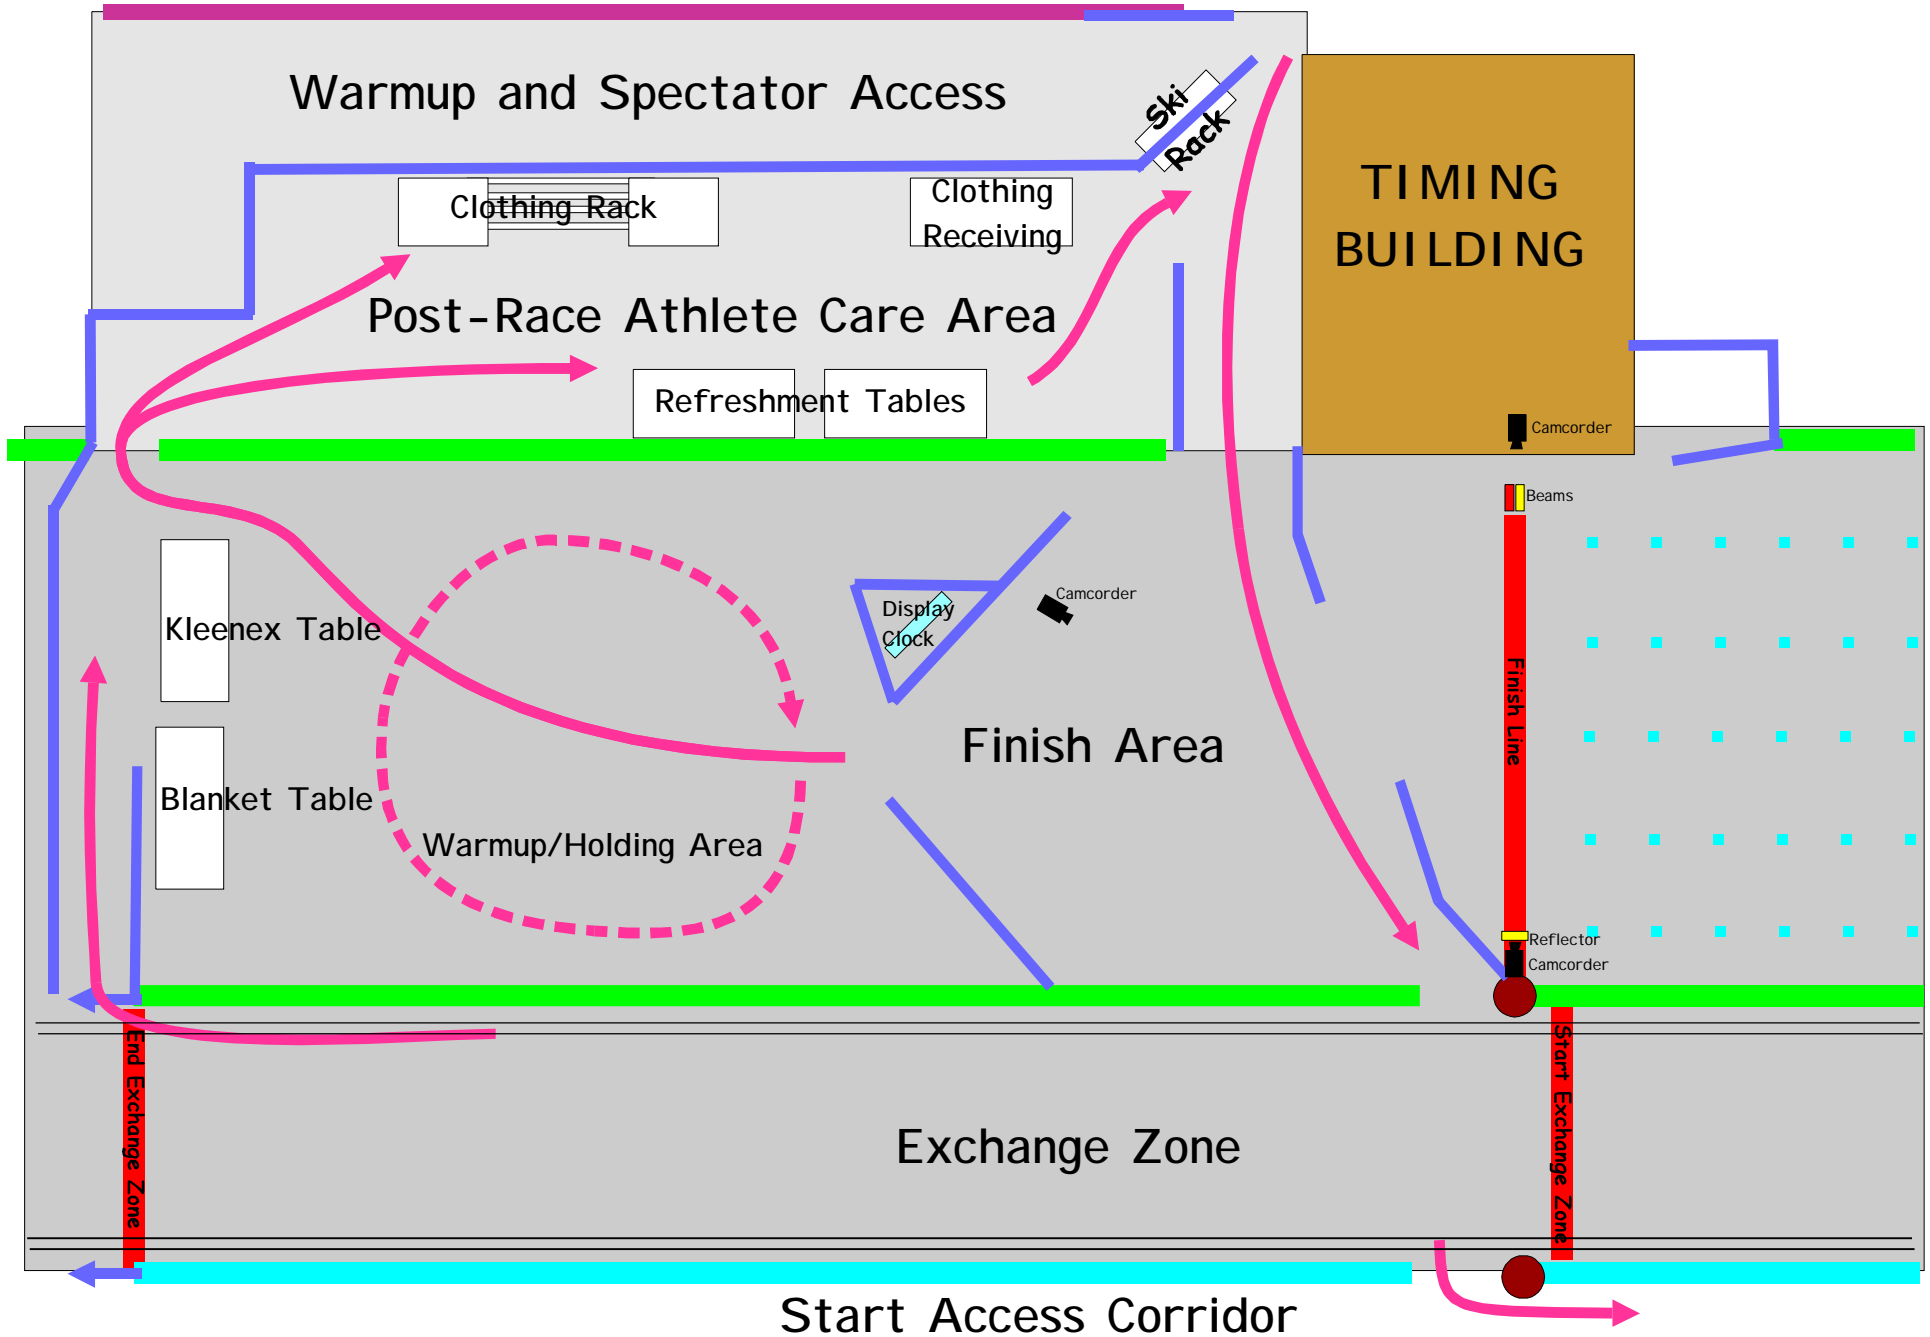 Warmup and Spectator Access
Ski
Rack
TIMING
BUILDING
Clothing Rack
Clothing
Receiving
Post-Race Athlete Care Area
Refreshment Tables
Camcorder
Beams
Kleenex Table
Display
Clock
Camcorder
Finish Line
Finish Area
Blanket Table
Warmup/Holding Area
Reflector
Camcorder
End Exchange Zone
Start Exchange Zone
Exchange Zone
Start Access Corridor